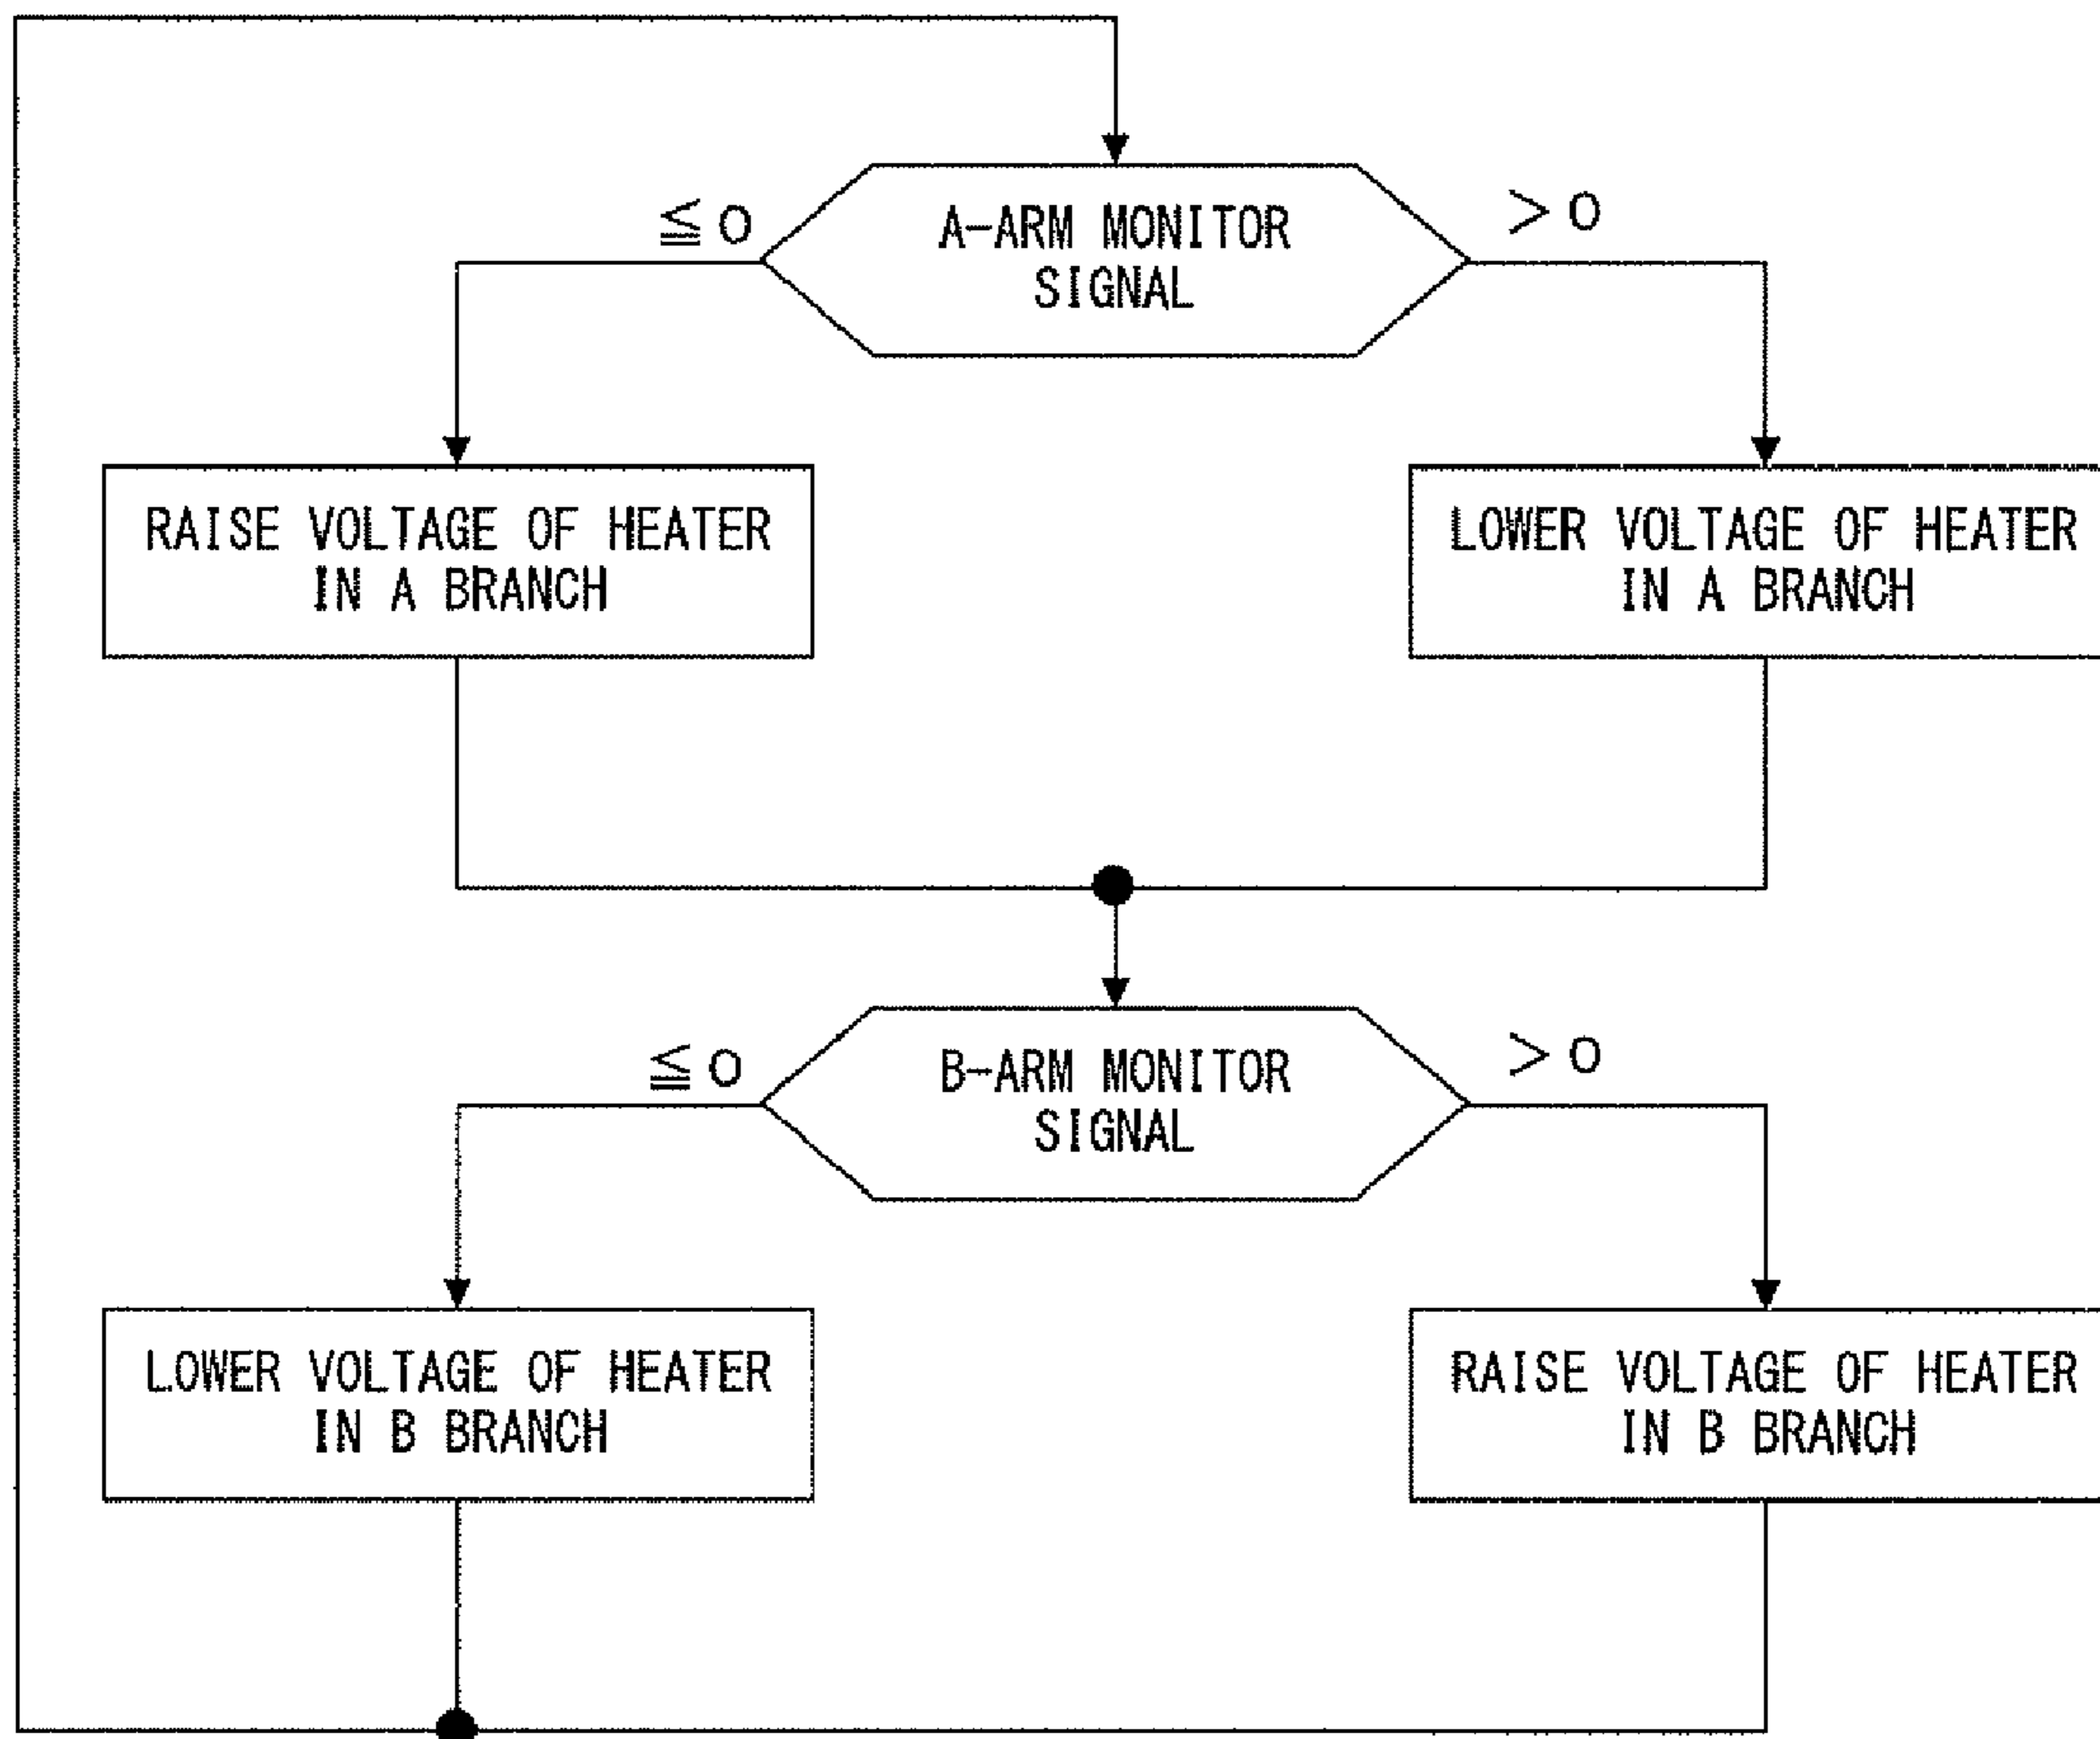 ≦0
A-ARM MONITOR
SIGNAL
>0
RAISE VOLTAGE OF HEATER
IN A BRANCH
LOWER VOLTAGE OF HEATER
IN A BRANCH
≦0
B-ARM MONITOR
SIGNAL
>0
LOWER VOLTAGE OF HEATER
IN B BRANCH
RAISE VOLTAGE OF HEATER
IN B BRANCH